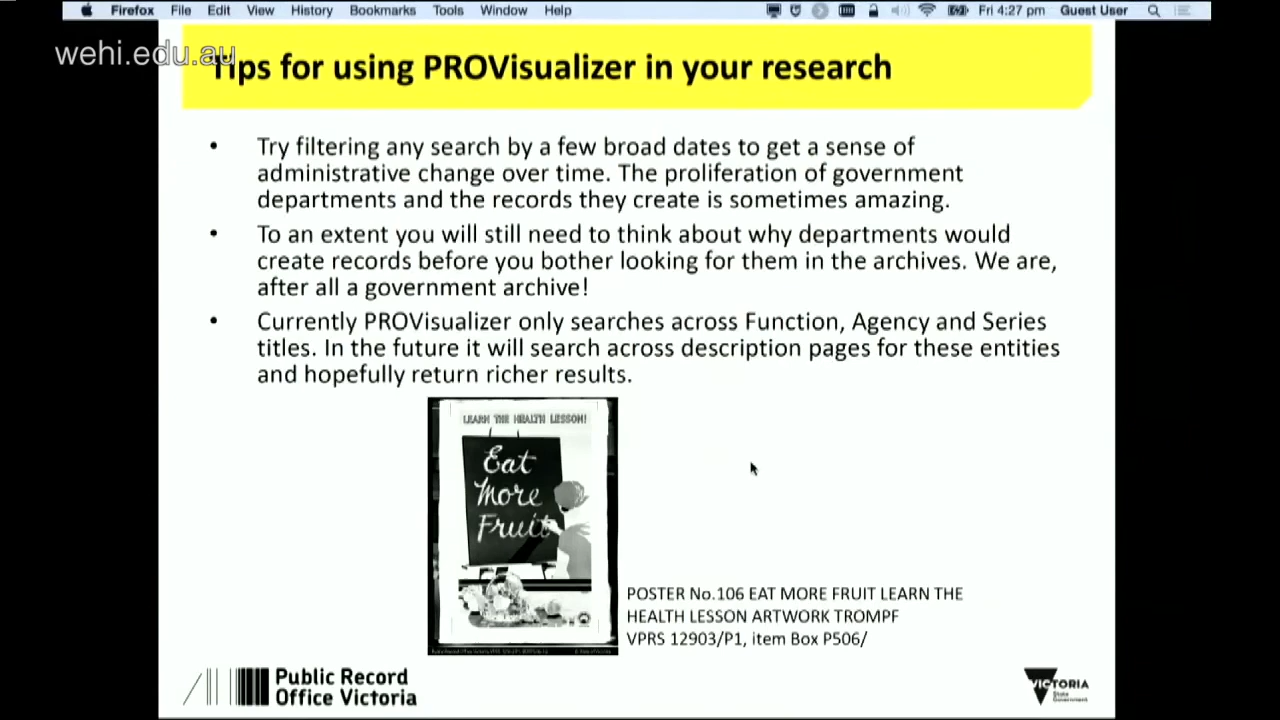 Firefox File Edit View History Bookmarks Tools Window Help Fri 4:27 pm Guest User
wehi.edu.au
Tips for using PROVisualizer in your research
• Try filtering any search by a few broad dates to get a sense of
administrative change over time. The proliferation of government
departments and the records they create is sometimes amazing.
• To an extent you will still need to think about why departments would
create records before you bother looking for them in the archives. We are,
after all a government archive!
• Currently PROVisualizer only searches across Function, Agency and Series
titles. In the future it will search across description pages for these entities
and hopefully return richer results.
LEARN THE HEALTH LESSON!
Eat
More
Fruit
POSTER No.106 EAT MORE FRUIT LEARN THE
HEALTH LESSON ARTWORK TROMPF
VPRS 12903/P1, item Box P506/
Public Record
Office Victoria
VICTORIA
State
Government